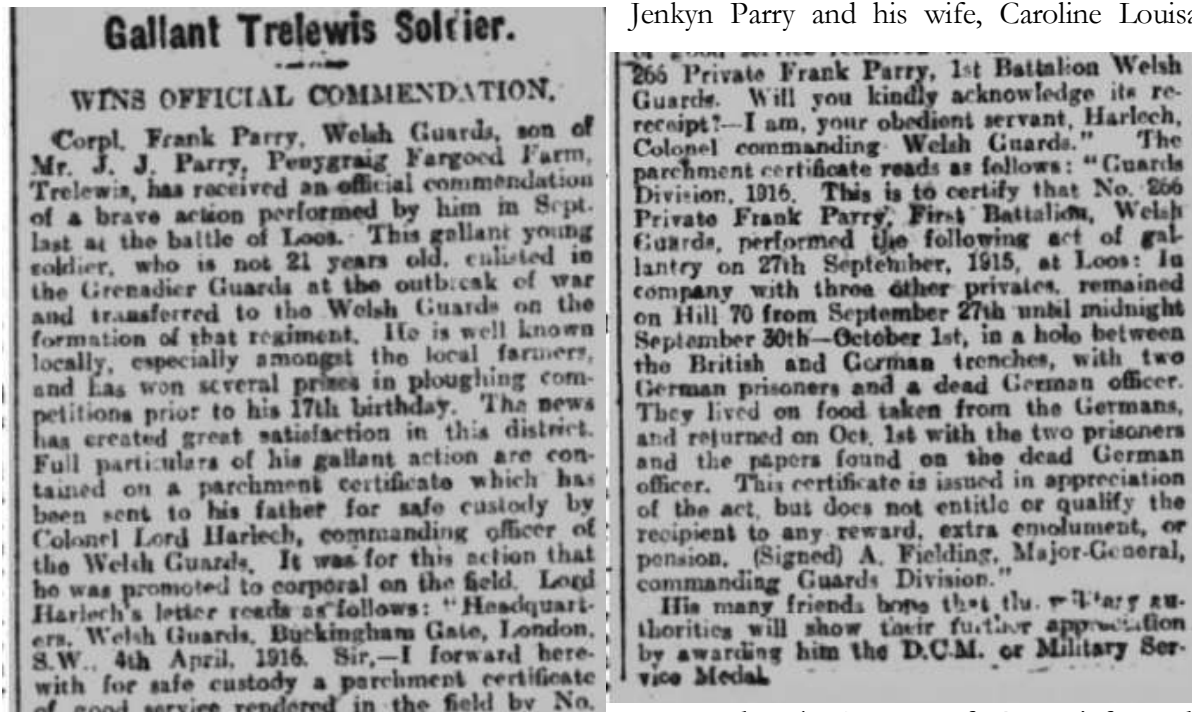 Gallant Trelewis Soldier.
WINS OFFICIAL COMMENDATION.
Corpl. Frank Parry, Welsh Guards, son of
Mr. J. J. Parry, Penygraig Fargoed Farm,
Trelewis, has received an official commendation
of a brave action performed by him in Sept.
last at the battle of Loos. This gallant young
soldier, who is not 21 years old, enlisted in
the Grenadier Guards at the outbreak of war
and transferred to the Welsh Guards on the
formation of that regiment. He is well known
locally, especially amongst the local farmers,
and has won several prizes in ploughing com-
petitions prior to his 17th birthday. The news
has created great satisfaction in this district.
Full particulars of his gallant action are con-
tained on a parchment certificate which has
been sent to his father for safe custody by
Colonel Lord Harlech, commanding officer of
the Welsh Guards. It was for this action that
he was promoted to corporal on the field. Lord
Harlech's letter reads as follows: "Headquart-
ers, Welsh Guards, Buckingham Gate, London,
S.W., 4th April, 1916. Sir,—I forward here-
with for safe custody a parchment certificate
of good service rendered in the field by No.
Jenkyn Parry and his wife, Caroline Louisa
266 Private Frank Parry, 1st Battalion Welsh
Guards. Will you kindly acknowledge its re-
receipt?—I am, your obedient servant, Harlech,
Colonel commanding Welsh Guards." The
parchment certificate reads as follows: "Guards
Division, 1916. This is to certify that No. 266
Private Frank Parry, First Battalion, Welsh
Guards, performed the following act of gal-
lantry on 27th September, 1915, at Loos: In
company with three other privates, remained
on Hill 70 from September 27th until midnight
September 30th—October 1st, in a hole between
the British and German trenches, with two
German prisoners and a dead German officer.
They lived on food taken from the Germans,
and returned on Oct. 1st with the two prisoners
and the papers found on the dead German
officer. This certificate is issued in appreciation
of the act, but does not entitle or qualify the
recipient to any reward, extra emolument, or
pension. (Signed) A. Fielding, Major-General,
commanding Guards Division."
His many friends hope that the military au-
thorities will show their further appreciation
by awarding him the D.C.M. or Military Ser-
vice Medal.